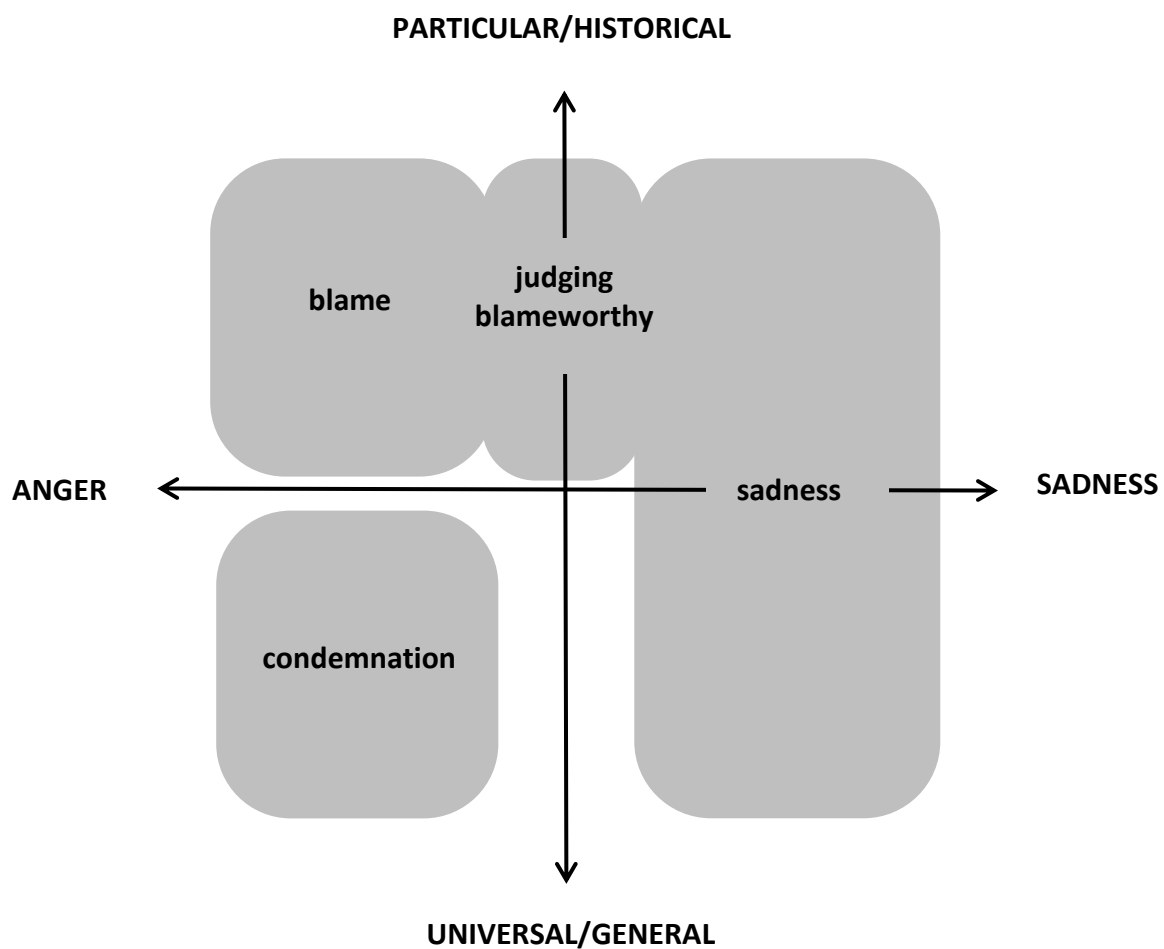 PARTICULAR/HISTORICAL
blame
judging
blameworthy
ANGER
sadness
SADNESS
condemnation
UNIVERSAL/GENERAL